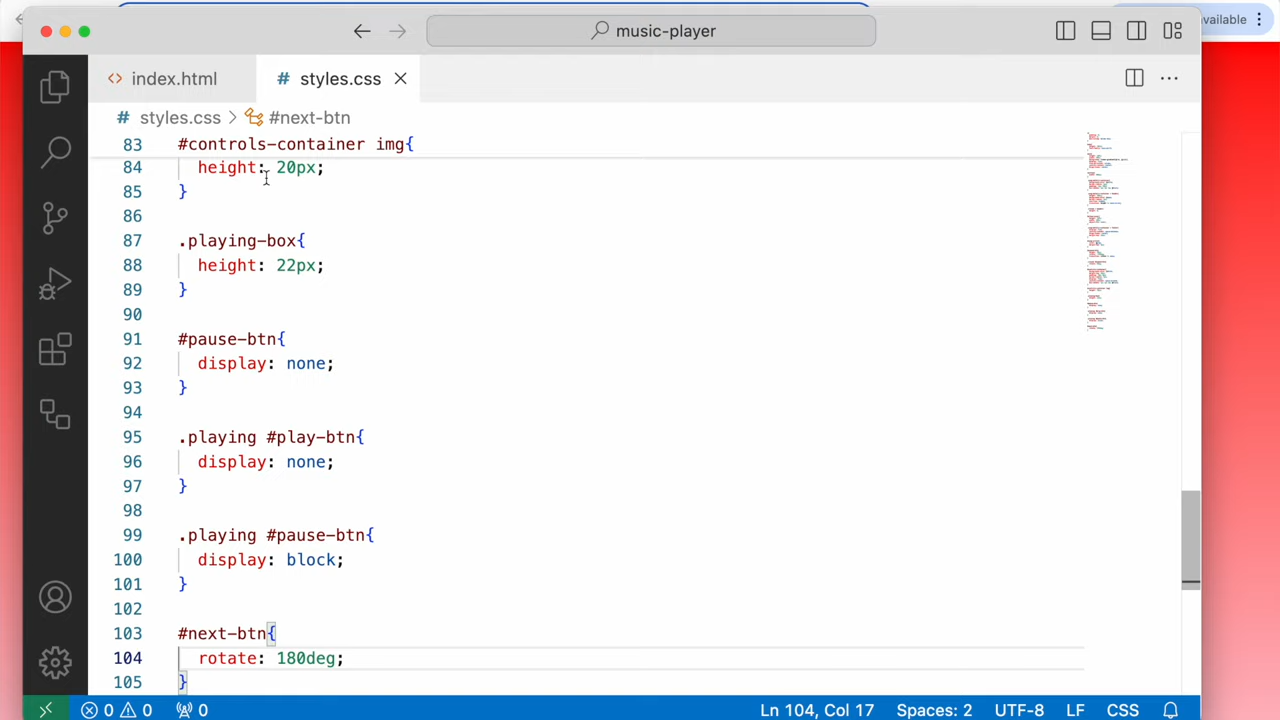 vailable
music-player
<> index.html
# styles.css
# styles.css > #next-btn
83 #controls-container img{
84 height: 20px;
85 }
86
87 .playing-box{
88 height: 22px;
89 }
90
91 #pause-btn{
92 display: none;
93 }
94
95 .playing #play-btn{
96 display: none;
97 }
98
99 .playing #pause-btn{
100 display: block;
101 }
102
103 #next-btn{
104 rotate: 180deg;
105 }
0 0 0 Ln 104, Col 17 Spaces: 2 UTF-8 LF CSS